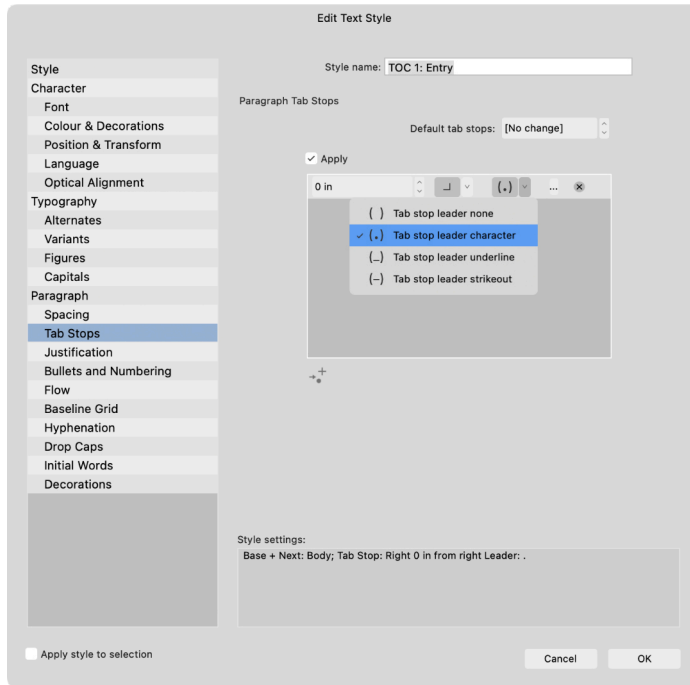 Edit Text Style
Style
Character
Font
Colour & Decorations
Position & Transform
Language
Optical Alignment
Typography
Alternates
Variants
Figures
Capitals
Paragraph
Spacing
Tab Stops
Justification
Bullets and Numbering
Flow
Baseline Grid
Hyphenation
Drop Caps
Initial Words
Decorations
Style name: TOC 1: Entry
Paragraph Tab Stops
Default tab stops: [No change]
Apply
0 in (.) ...
( ) Tab stop leader none
(.) Tab stop leader character
(_) Tab stop leader underline
(–) Tab stop leader strikeout
Style settings:
Base + Next: Body; Tab Stop: Right 0 in from right Leader: .
Apply style to selection
Cancel OK